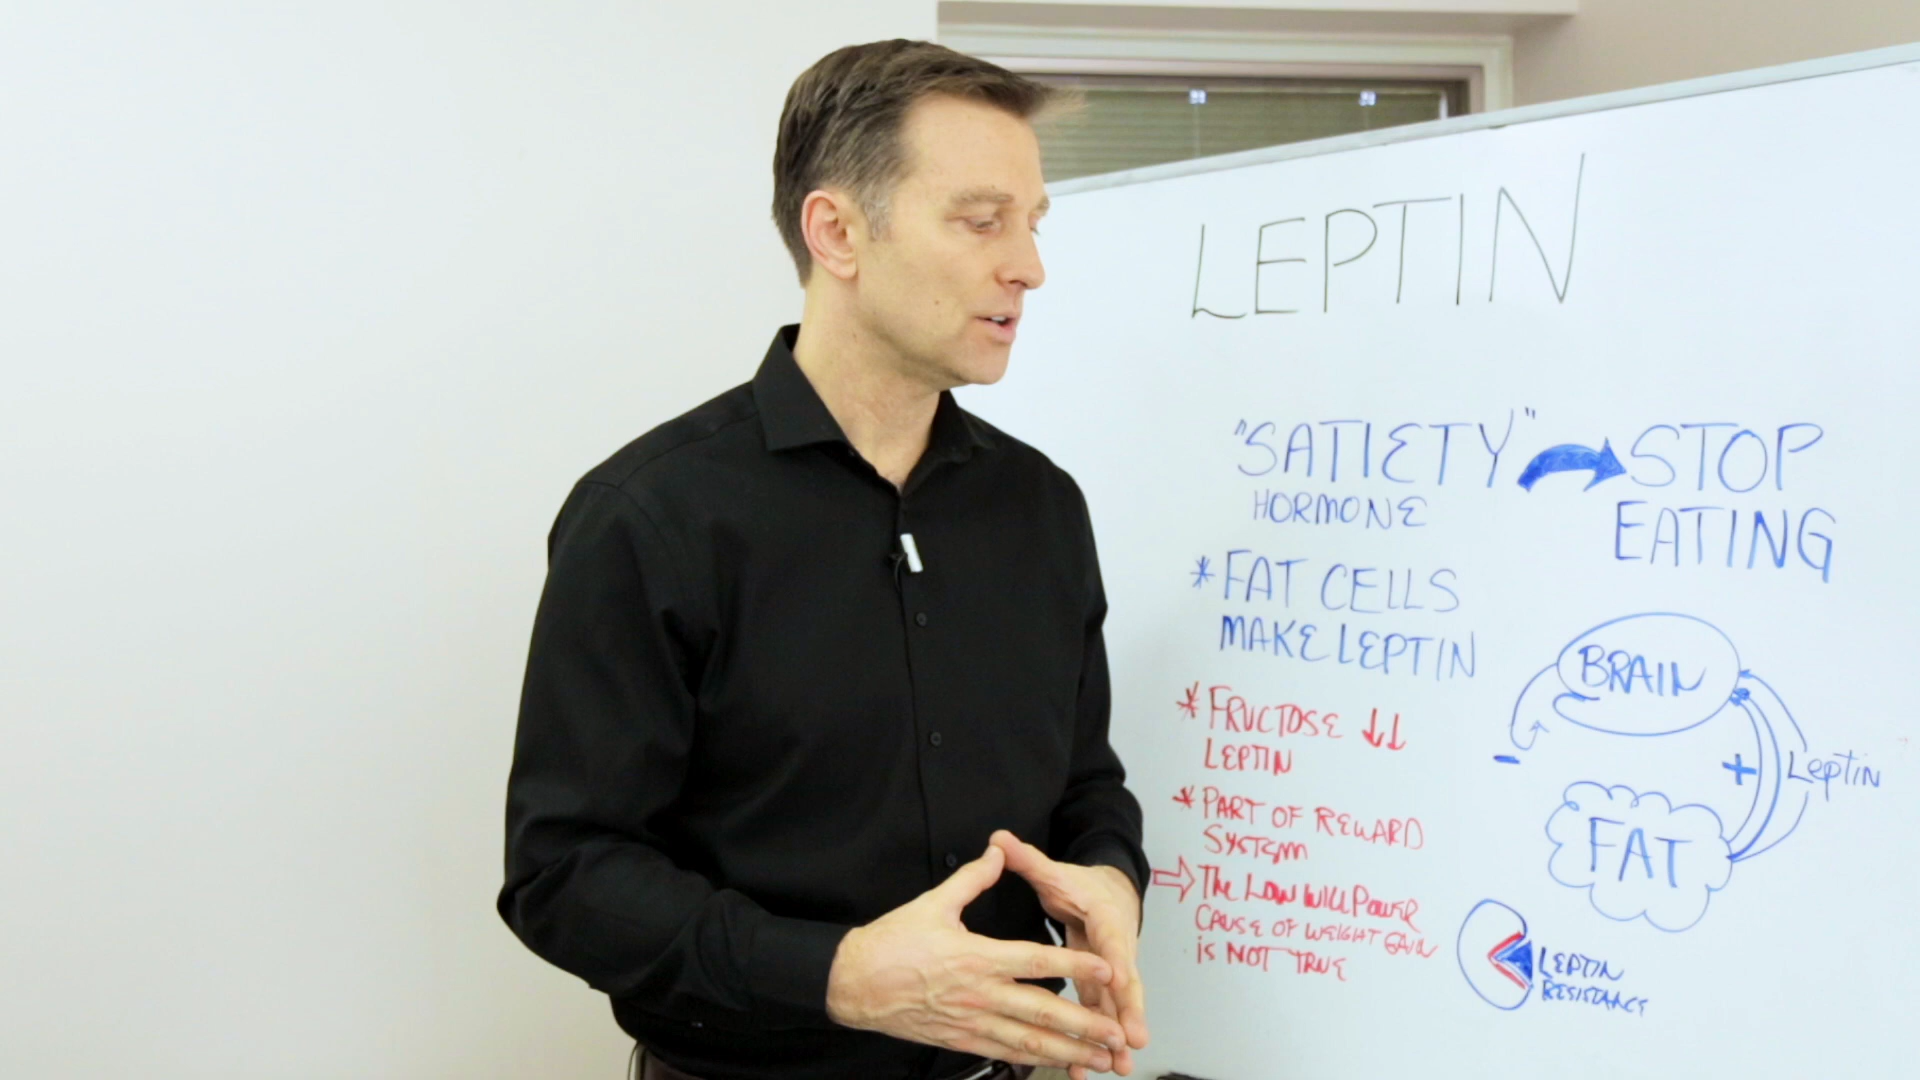 LEPTIN
"SATIETY" STOP
HORMONE EATING
* FAT CELLS
MAKE LEPTIN
* FRUCTOSE ↓↓
LEPTIN
* PART OF REWARD
SYSTEM
⇒ The Low Will Power
CAUSE OF WEIGHT GAIN
is NOT TRUE
BRAIN
-
+
Leptin
FAT
LEPTIN
RESISTANCE